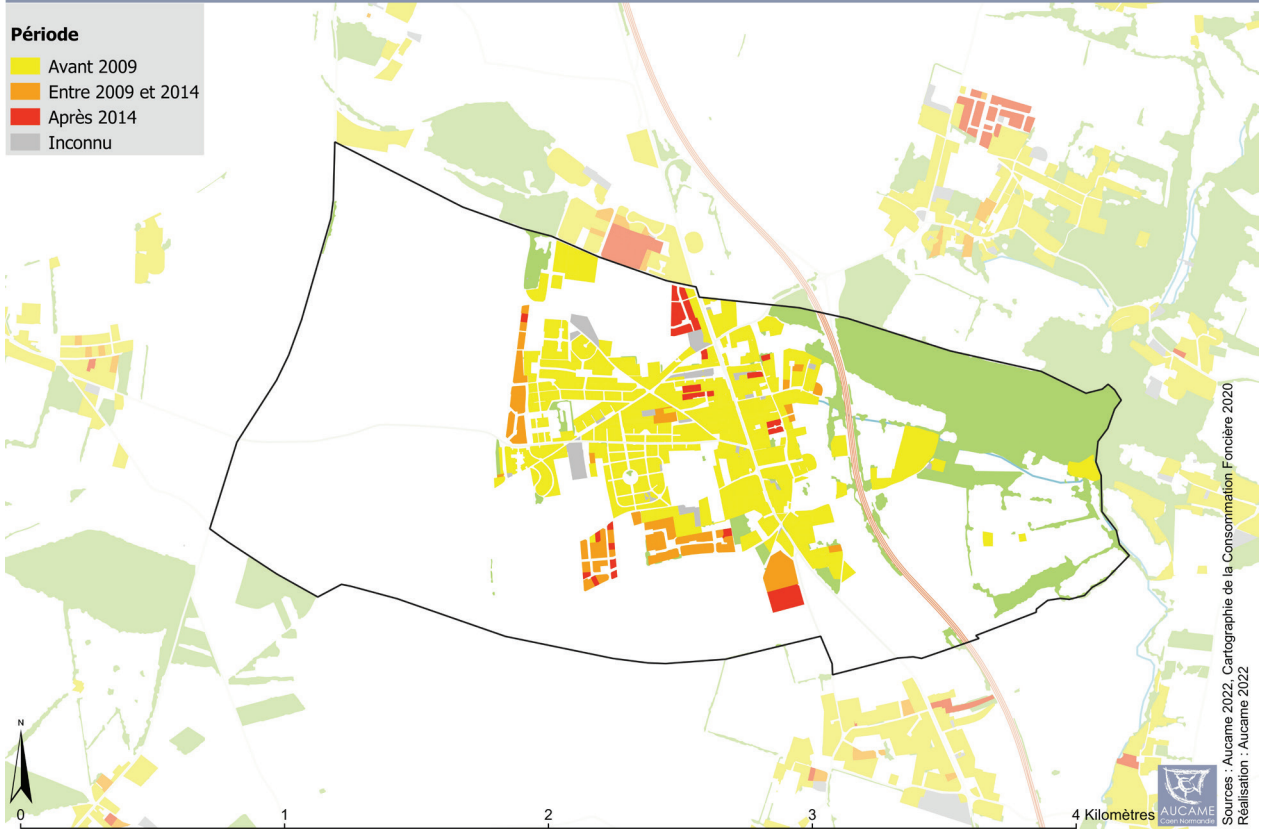 Période
Avant 2009
Entre 2009 et 2014
Après 2014
Inconnu
N
0
1
2
3
4 Kilomètres
AUCAME
Caen Normandie
Sources : Aucame 2022, Cartographie de la Consommation Foncière 2020
Réalisation : Aucame 2022